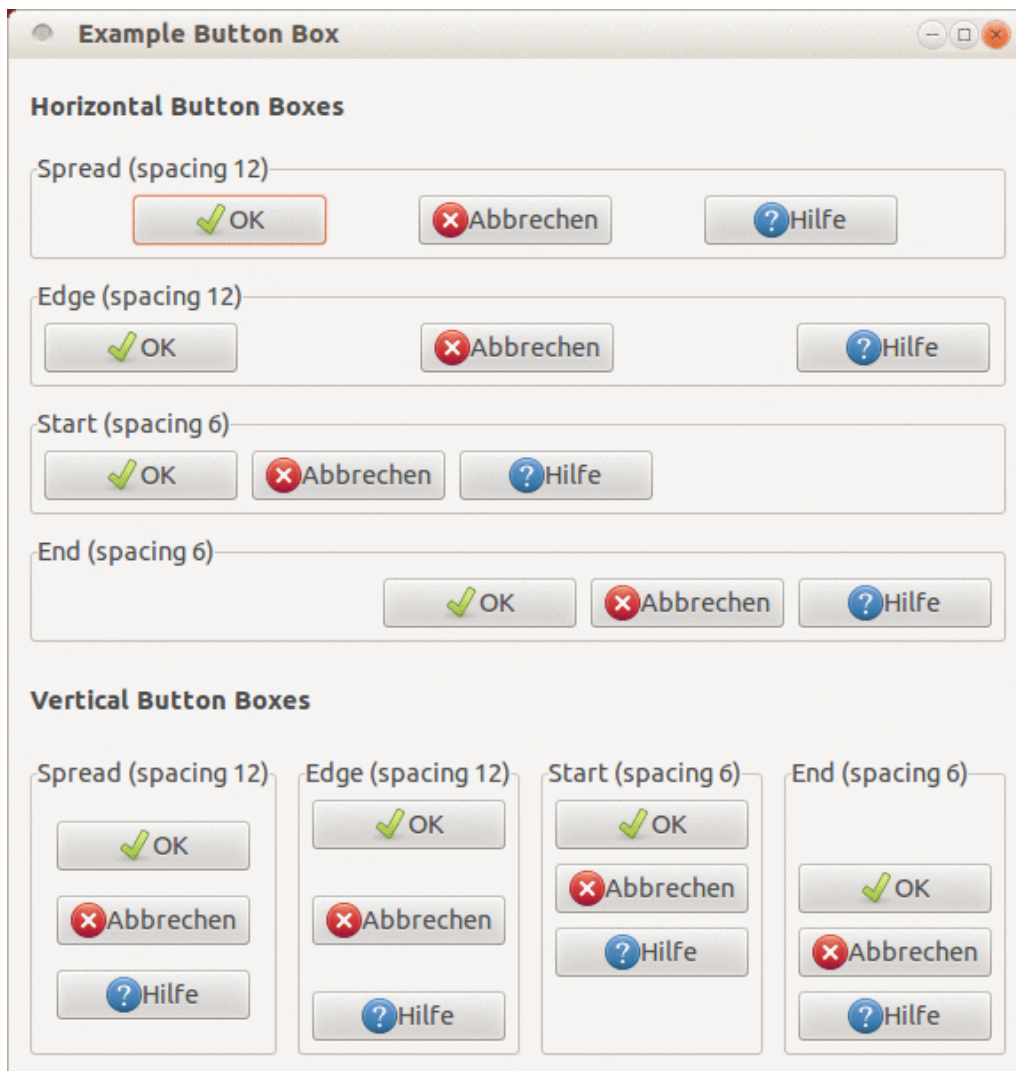 Example Button Box
Horizontal Button Boxes
Spread (spacing 12)
OK Abbrechen Hilfe
Edge (spacing 12)
OK Abbrechen Hilfe
Start (spacing 6)
OK Abbrechen Hilfe
End (spacing 6)
OK Abbrechen Hilfe
Vertical Button Boxes
Spread (spacing 12)
OK
Abbrechen
Hilfe
Edge (spacing 12)
OK
Abbrechen
Hilfe
Start (spacing 6)
OK
Abbrechen
Hilfe
End (spacing 6)
OK
Abbrechen
Hilfe